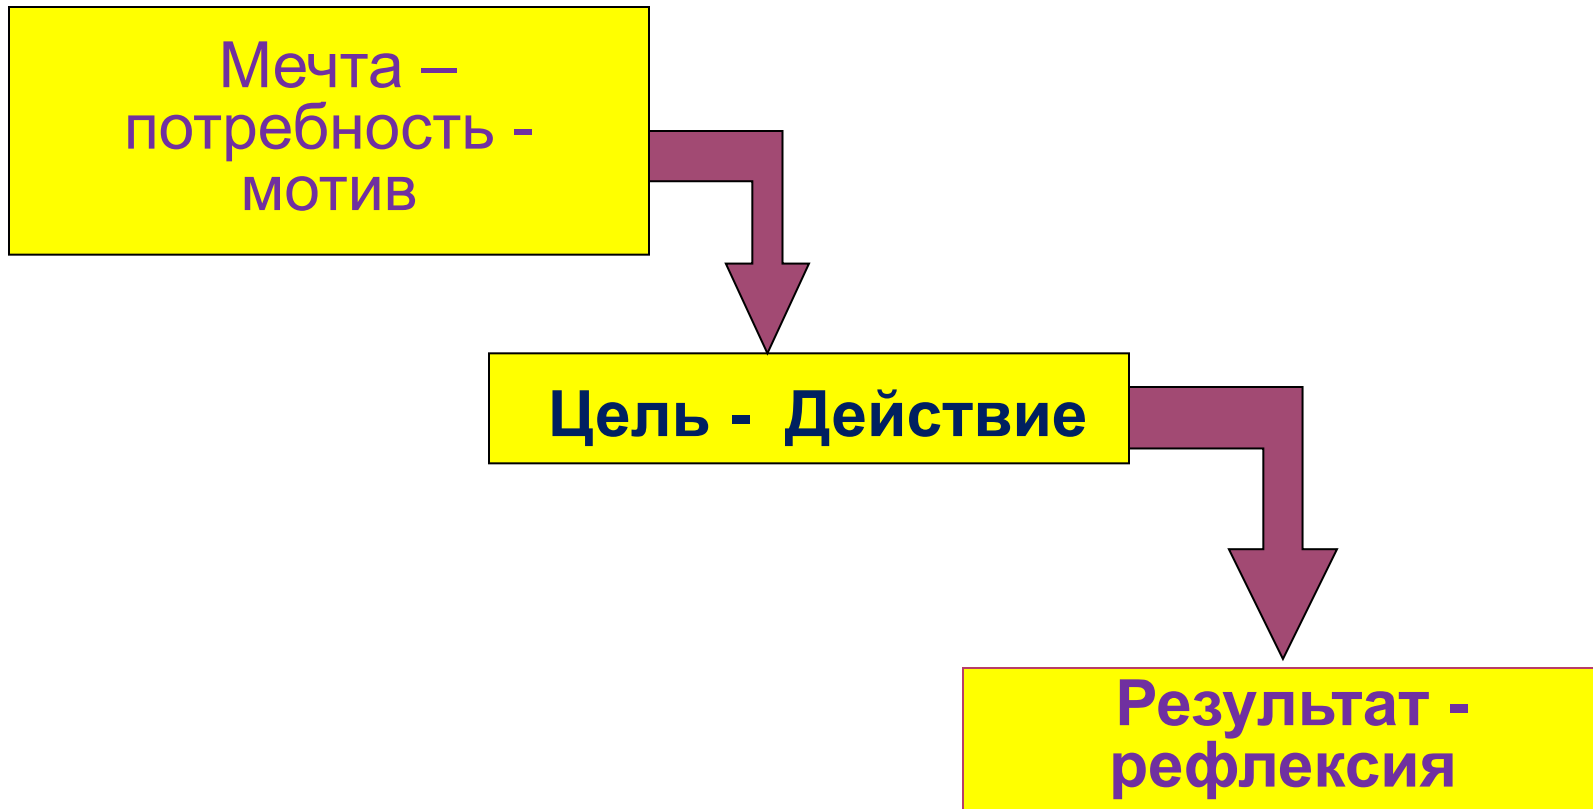 Мечта –
потребность -
мотив
Цель - Действие
Результат -
рефлексия